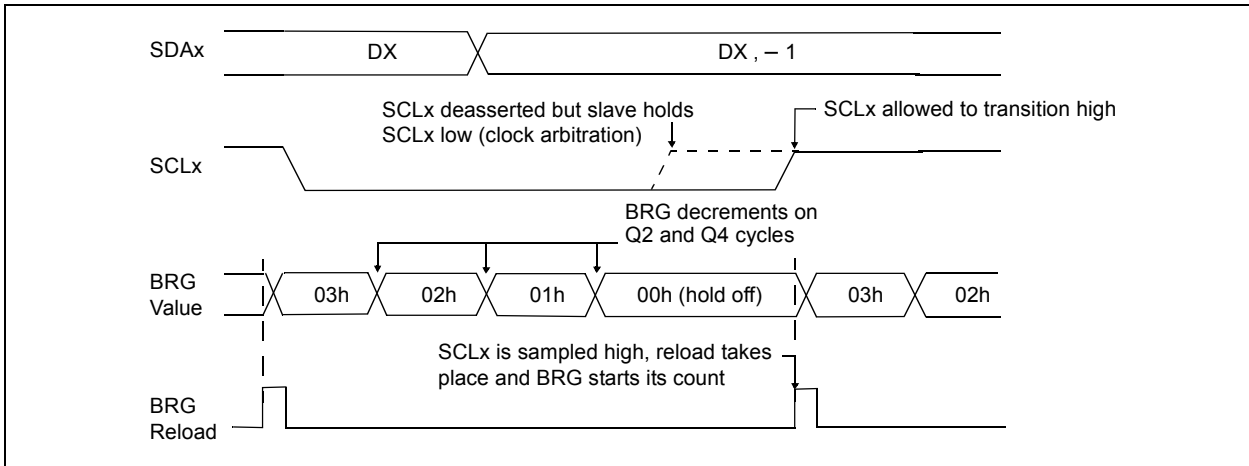 SDAx
DX
DX , – 1
SCLx deasserted but slave holds
SCLx low (clock arbitration)
SCLx allowed to transition high
SCLx
BRG decrements on
Q2 and Q4 cycles
BRG
Value
03h
02h
01h
00h (hold off)
03h
02h
SCLx is sampled high, reload takes
place and BRG starts its count
BRG
Reload